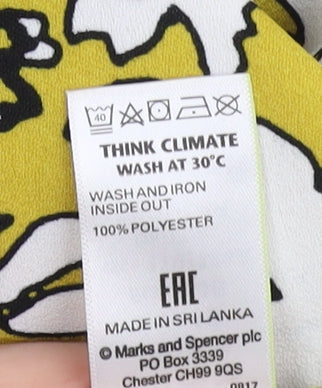 40
THINK CLIMATE
WASH AT 30°C
WASH AND IRON
INSIDE OUT
100% POLYESTER
EAC
MADE IN SRI LANKA
© Marks and Spencer plc
PO Box 3339
Chester CH99 9QS